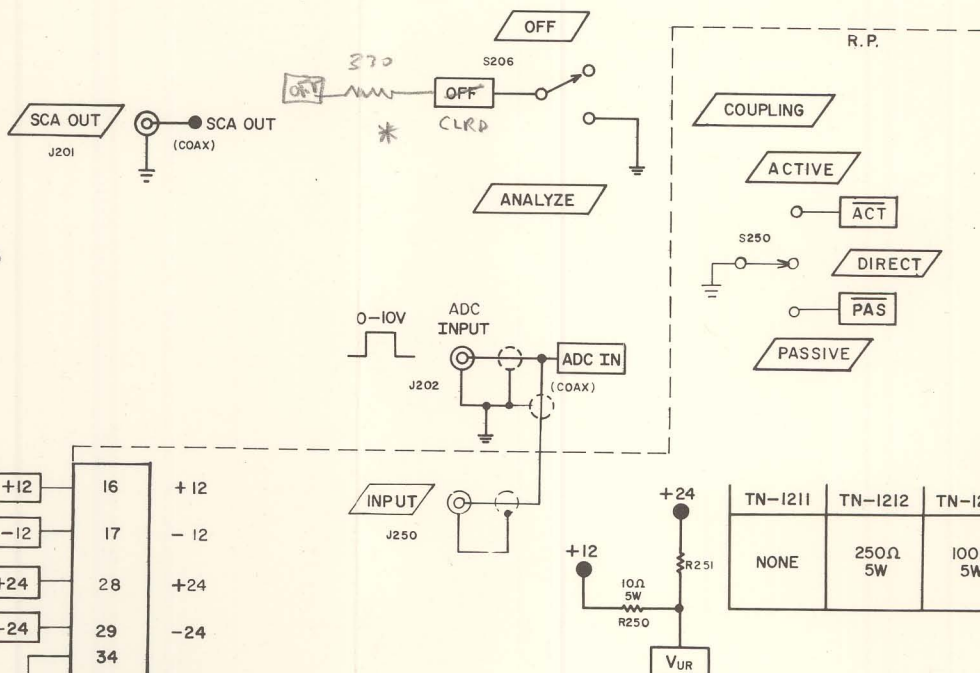 OFF
R.P.
330
S206
OFF
OFF
SCA OUT
SCA OUT
COUPLING
(COAX)
CLRD
J201
*
ACTIVE
ANALYZE
ACT
S250
DIRECT
0-10V
ADC
INPUT
PAS
ADC IN
PASSIVE
J202
(COAX)
+12
16
+12
INPUT
+24
TN-1211
TN-1212
-12
17
- 12
J250
+12
NONE
250Ω
5W
R251
+24
28
+24
10Ω
5W
-24
29
-24
R250
34
VUR